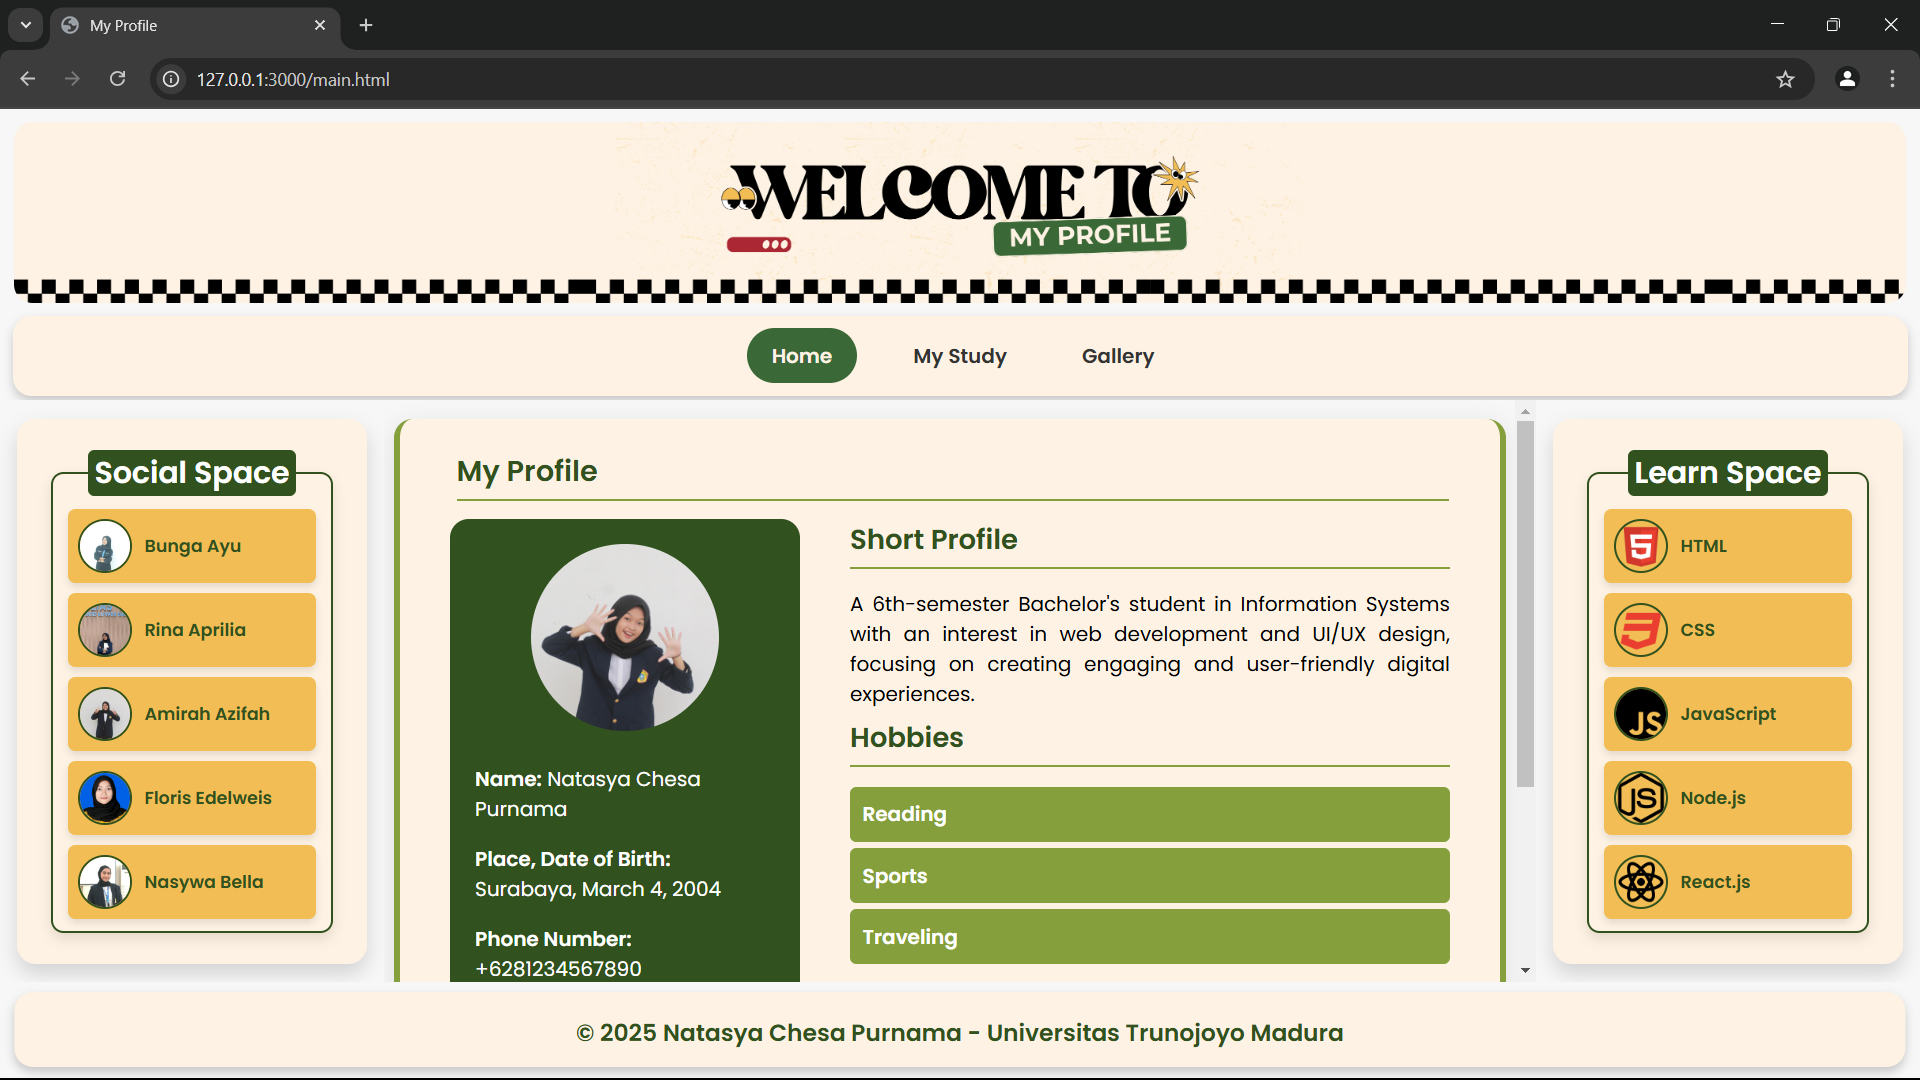 My Profile
127.0.0.1:3000/main.html
WELCOME TO
MY PROFILE
Home
My Study
Gallery
Social Space
Bunga Ayu
Rina Aprilia
Amirah Azifah
Floris Edelweis
Nasywa Bella
My Profile
Name: Natasya Chesa
Purnama
Place, Date of Birth:
Surabaya, March 4, 2004
Phone Number:
+6281234567890
Short Profile
A 6th-semester Bachelor's student in Information Systems
with an interest in web development and UI/UX design,
focusing on creating engaging and user-friendly digital
experiences.
Hobbies
Reading
Sports
Traveling
Learn Space
HTML
CSS
JS
JavaScript
JS
Node.js
React.js
© 2025 Natasya Chesa Purnama - Universitas Trunojoyo Madura